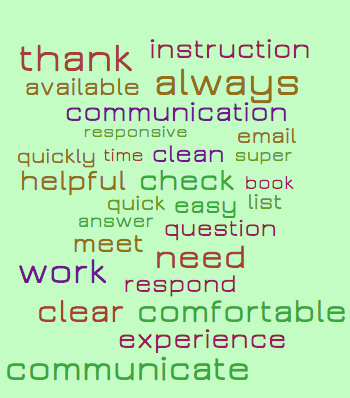 thank instruction
available always
communication
responsive email
quickly time clean super
helpful check book
quick easy list
answer question
meet need
work respond
clear comfortable
experience
communicate